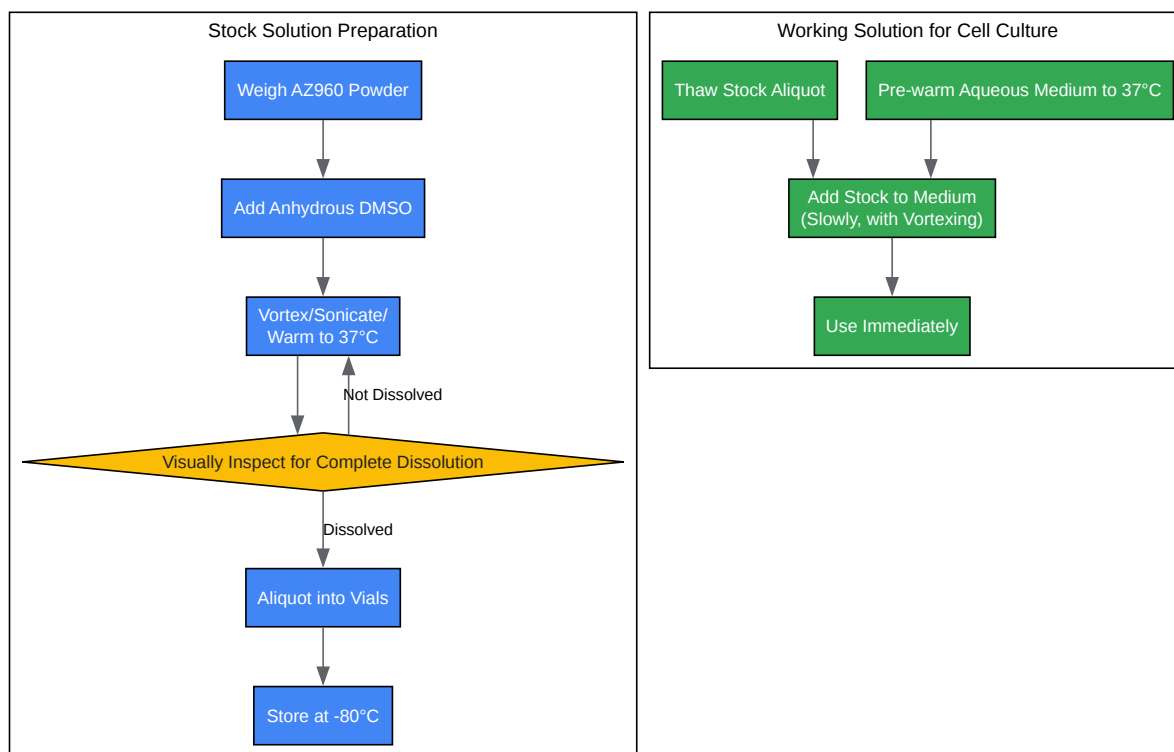 Stock Solution Preparation
Weigh AZ960 Powder
Add Anhydrous DMSO
Vortex/Sonicate/
Warm to 37°C
Not Dissolved
Visually Inspect for Complete Dissolution
Dissolved
Aliquot into Vials
Store at -80°C
Working Solution for Cell Culture
Thaw Stock Aliquot
Pre-warm Aqueous Medium to 37°C
Add Stock to Medium
(Slowly, with Vortexing)
Use Immediately